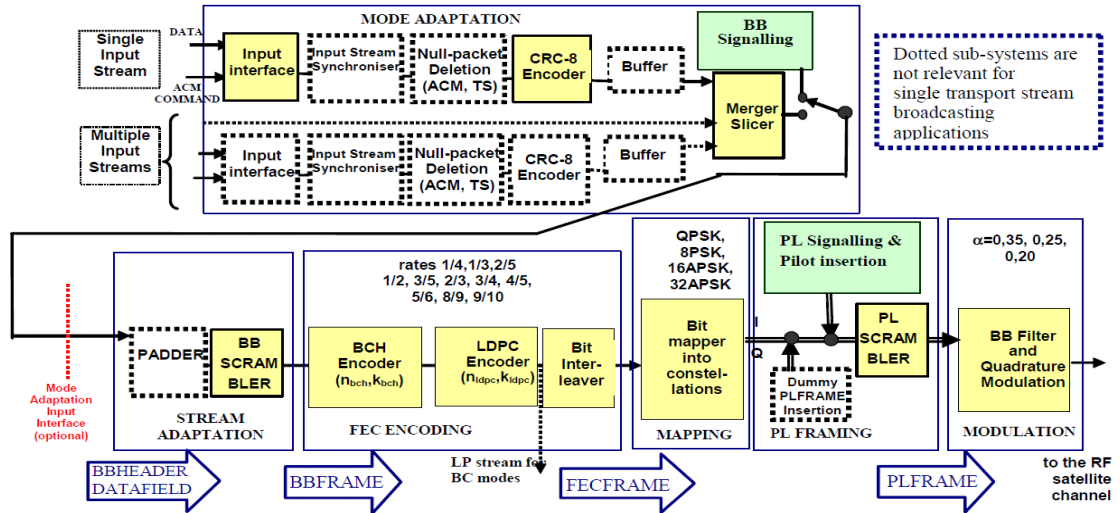 MODE ADAPTATION
Single
Input
Stream
DATA
ACM
COMMAND
Input
interface
Input Stream
Synchroniser
Null-packet
Deletion
(ACM, TS)
CRC-8
Encoder
Buffer
BB
Signalling
Merger
Slicer
Dotted sub-systems are
not relevant for
single transport stream
broadcasting
applications
Multiple
Input
Streams
Input
interface
Input Stream
Synchroniser
Null-packet
Deletion
(ACM, TS)
CRC-8
Encoder
Buffer
QPSK,
8PSK,
16APSK,
32APSK
PL Signalling &
Pilot insertion
α=0,35, 0,25,
0,20
rates 1/4,1/3,2/5
1/2, 3/5, 2/3, 3/4, 4/5,
5/6, 8/9, 9/10
PADDER
BB
SCRAM
BLER
BCH
Encoder
(nbch,kbch)
LDPC
Encoder
(nldpc,kldpc)
Bit
Inter-
leaver
Bit
mapper
into
constel-
lations
I
Q
Dummy
PLFRAME
Insertion
PL
SCRAM
BLER
BB Filter
and
Quadrature
Modulation
Mode
Adaptation
Input
Interface
(optional)
STREAM
ADAPTATION
FEC ENCODING
MAPPING
PL FRAMING
MODULATION
LP stream for
BC modes
BBHEADER
DATAFIELD
BBFRAME
FECFRAME
PLFRAME
to the RF
satellite
channel